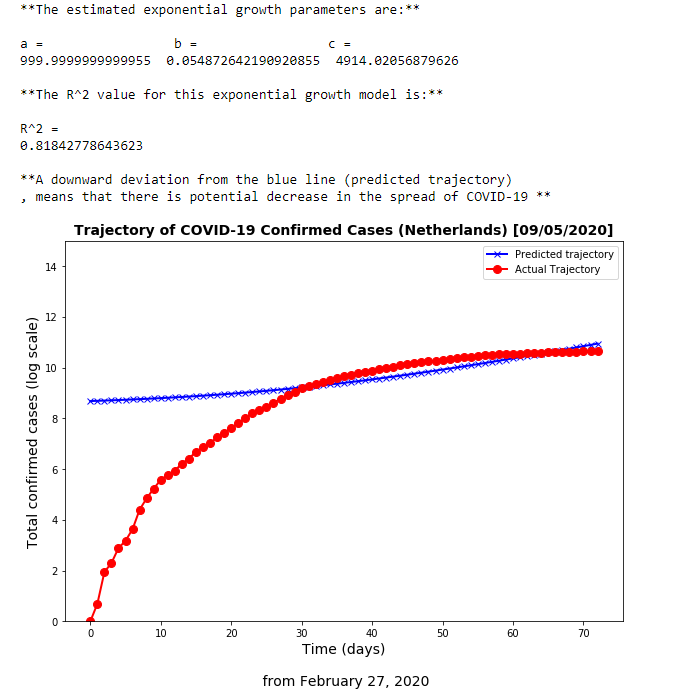 **The estimated exponential growth parameters are:**
a = b = c =
999.9999999999955 0.054872642190920855 4914.02056879626
**The R^2 value for this exponential growth model is:**
R^2 =
0.81842778643623
**A downward deviation from the blue line (predicted trajectory)
, means that there is potential decrease in the spread of COVID-19 **
Trajectory of COVID-19 Confirmed Cases (Netherlands) [09/05/2020]
Predicted trajectory
Actual Trajectory
Total confirmed cases (log scale)
14
12
10
8
6
4
2
0
0 10 20 30 40 50 60 70
Time (days)
from February 27, 2020